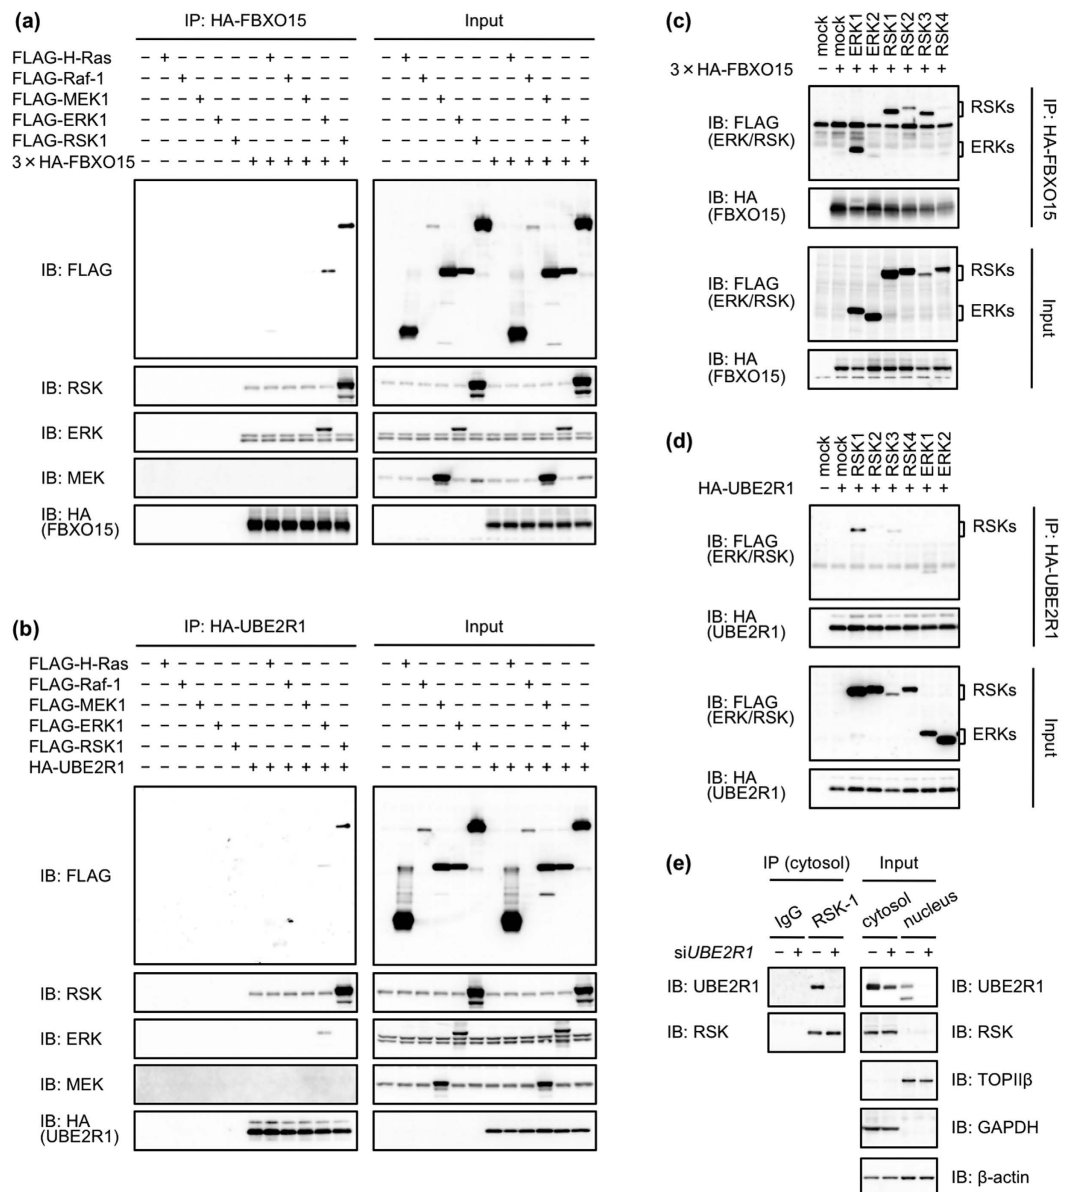 (a)
IP: HA-FBXO15 Input
FLAG-H-Ras – + – – – – – + – – – – – + – – – – – + – – – –
FLAG-Raf-1 – – + – – – – – + – – – – – + – – – – – + – – –
FLAG-MEK1 – – – + – – – – – + – – – – – + – – – – – + – –
FLAG-ERK1 – – – – + – – – – – + – – – – – + – – – – – + –
FLAG-RSK1 – – – – – + – – – – – + – – – – – + – – – – – +
3×HA-FBXO15 – – – – – – + + + + + + – – – – – – + + + + + +
IB: FLAG
IB: RSK
IB: ERK
IB: MEK
IB: HA
(FBXO15)
(b)
IP: HA-UBE2R1 Input
FLAG-H-Ras – + – – – – – + – – – – – + – – – – – + – – – –
FLAG-Raf-1 – – + – – – – – + – – – – – + – – – – – + – – –
FLAG-MEK1 – – – + – – – – – + – – – – – + – – – – – + – –
FLAG-ERK1 – – – – + – – – – – + – – – – – + – – – – – + –
FLAG-RSK1 – – – – – + – – – – – + – – – – – + – – – – – +
HA-UBE2R1 – – – – – – + + + + + + – – – – – – + + + + + +
IB: FLAG
IB: RSK
IB: ERK
IB: MEK
IB: HA
(UBE2R1)
(c)
mock mock ERK1 ERK2 RSK1 RSK2 RSK3 RSK4
3×HA-FBXO15 – + + + + + + +
IB: FLAG
(ERK/RSK)
RSKs
ERKs
IB: HA
(FBXO15)
IP: HA-FBXO15
IB: FLAG
(ERK/RSK)
RSKs
ERKs
IB: HA
(FBXO15)
Input
(d)
mock mock RSK1 RSK2 RSK3 RSK4 ERK1 ERK2
HA-UBE2R1 – + + + + + + +
IB: FLAG
(ERK/RSK)
RSKs
IB: HA
(UBE2R1)
IP: HA-UBE2R1
IB: FLAG
(ERK/RSK)
RSKs
ERKs
IB: HA
(UBE2R1)
Input
(e)
IP (cytosol) Input
IgG RSK-1 cytosol nucleus
siUBE2R1 – + – + – + – +
IB: UBE2R1 IB: UBE2R1
IB: RSK IB: RSK
IB: TOPIIβ
IB: GAPDH
IB: β-actin